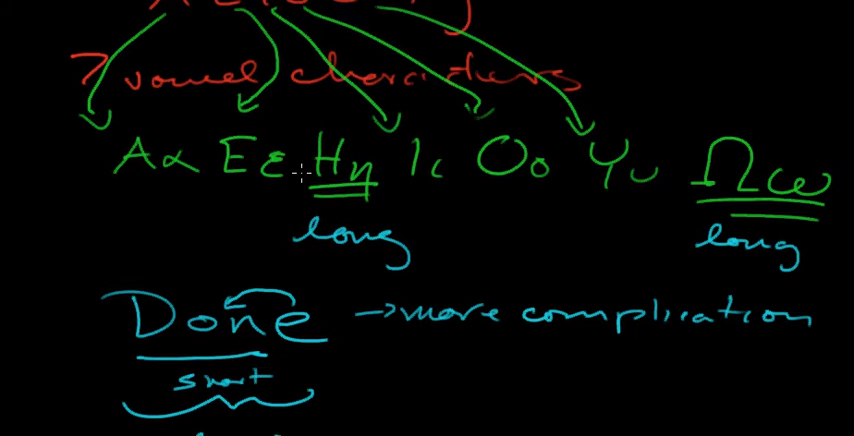 7 vowel characters
Αα Εε Ηη Ιι Οο Υυ Ωω
long long
Done → more complication
short